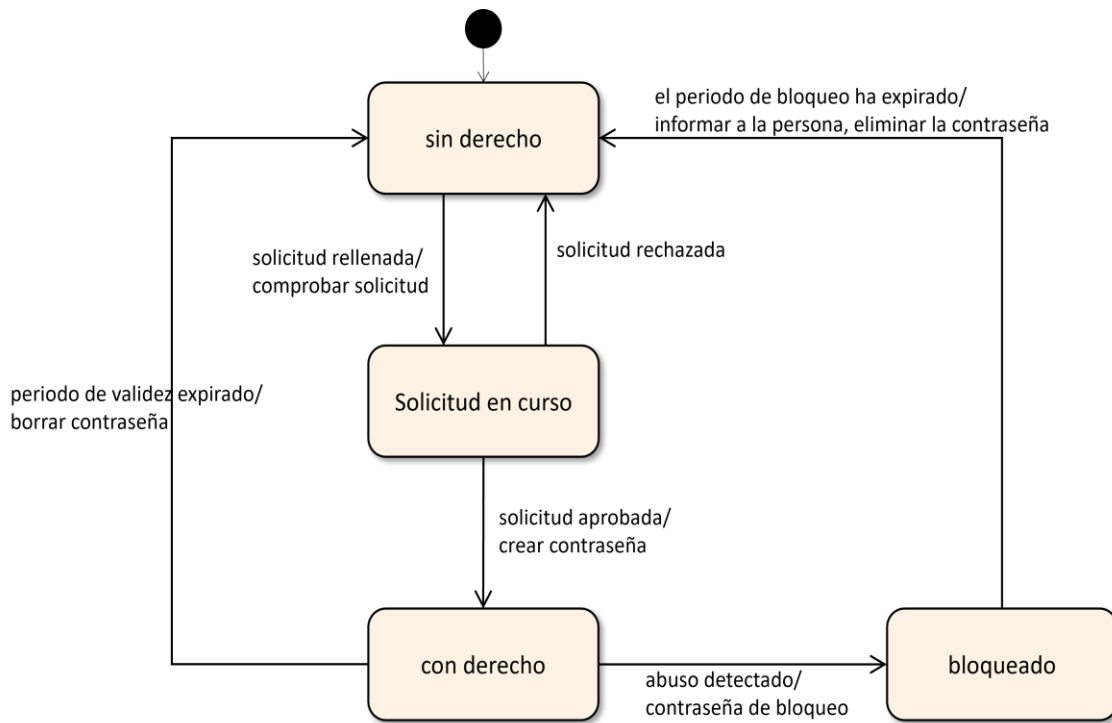 el periodo de bloqueo ha expirado/
informar a la persona, eliminar la contraseña
sin derecho
solicitud rellenada/
comprobar solicitud
solicitud rechazada
periodo de validez expirado/
borrar contraseña
Solicitud en curso
solicitud aprobada/
crear contraseña
con derecho
abuso detectado/
contraseña de bloqueo
bloqueado